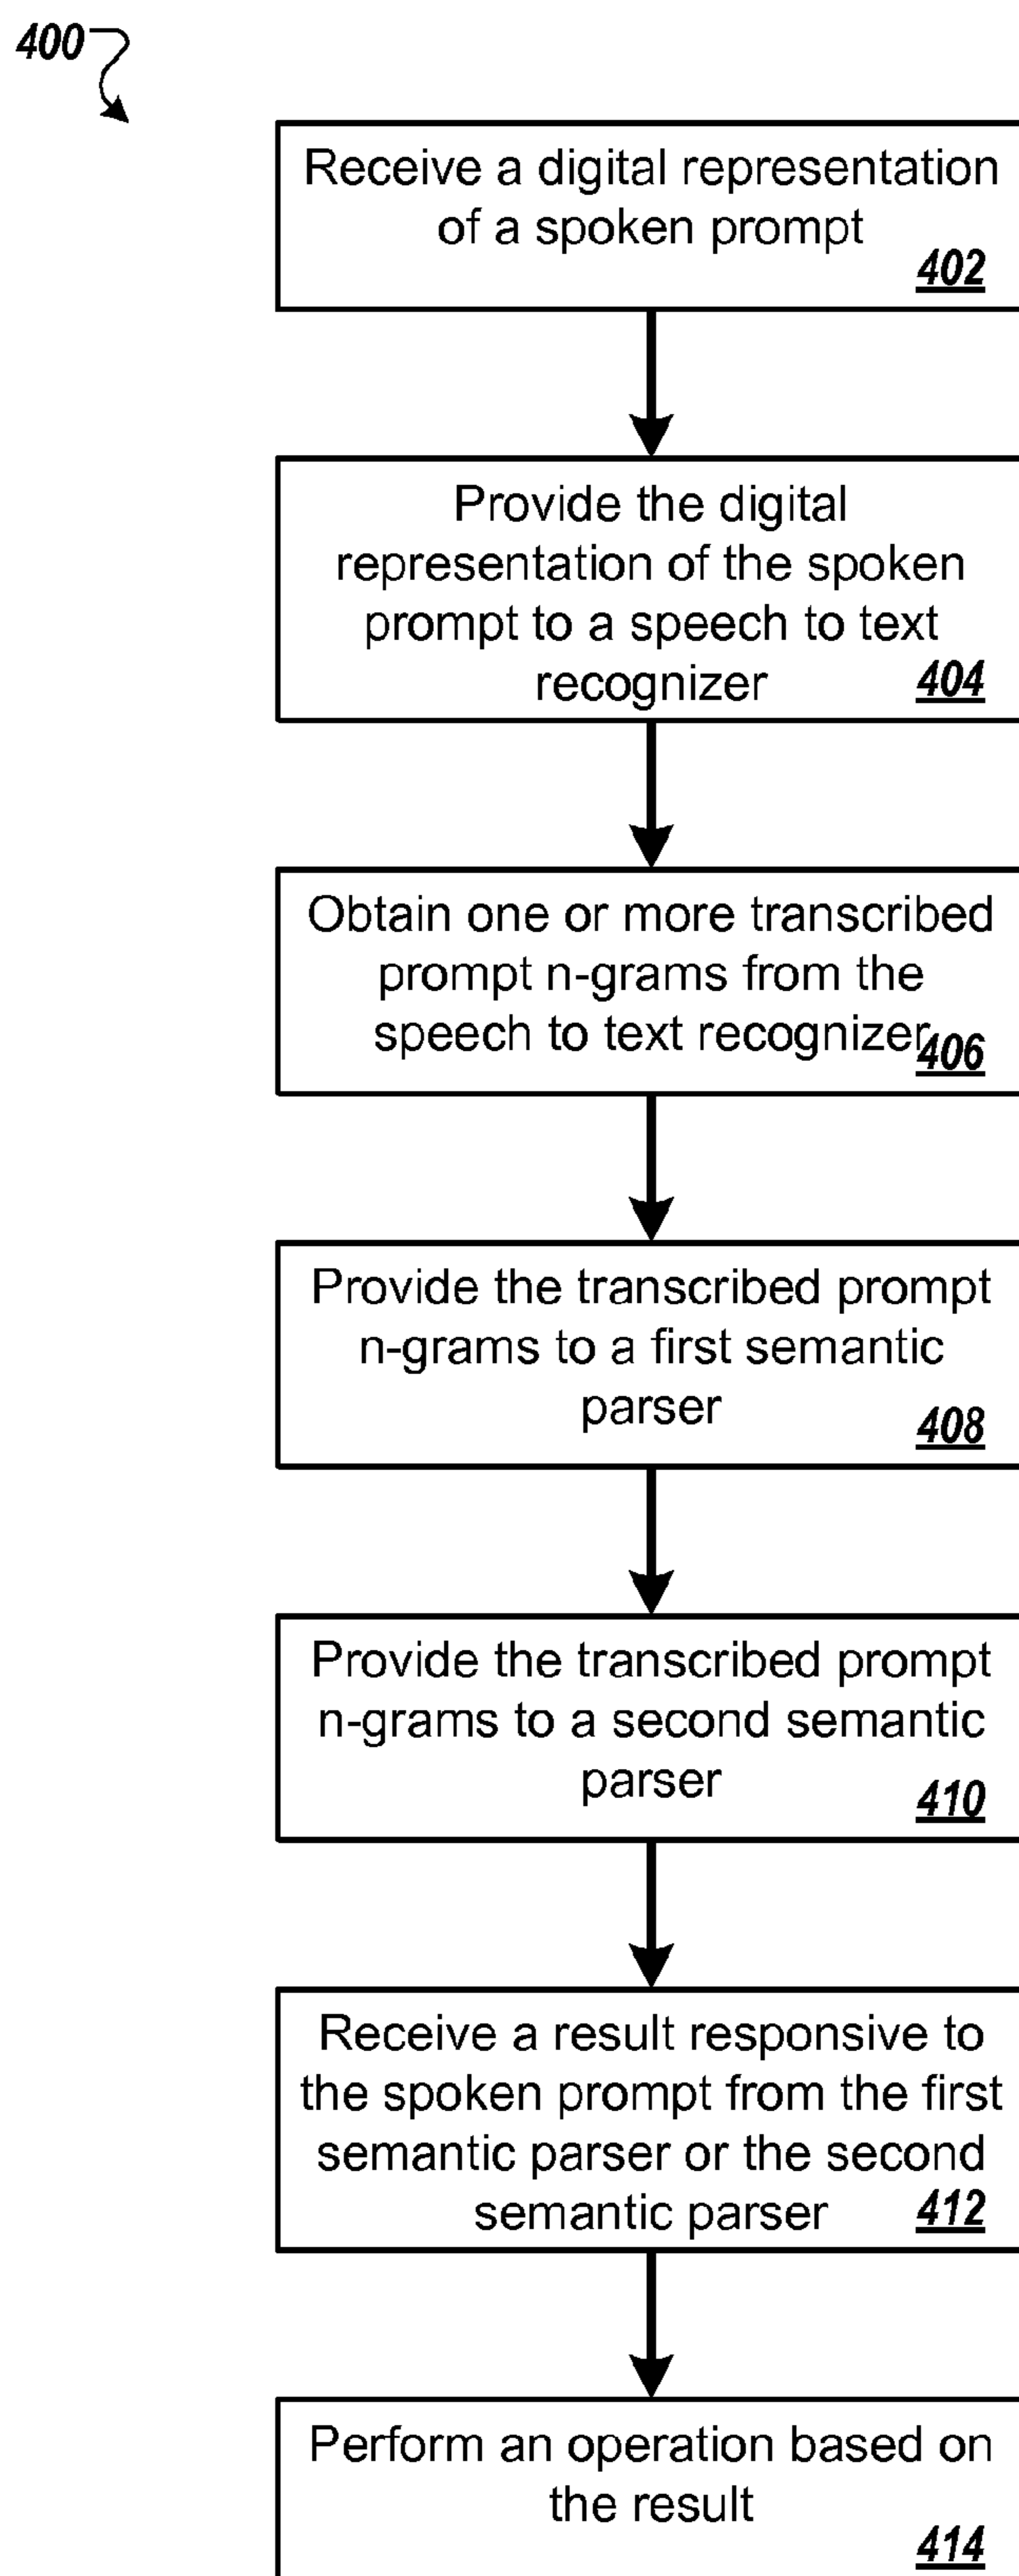 400
Receive a digital representation
of a spoken prompt
402
Provide the digital
representation of the spoken
prompt to a speech to text
recognizer 404
Obtain one or more transcribed
prompt n-grams from the
speech to text recognizer
406
Provide the transcribed prompt
n-grams to a first semantic
parser
408
Provide the transcribed prompt
n-grams to a second semantic
parser
410
Receive a result responsive to
the spoken prompt from the first
semantic parser or the second
semantic parser 412
Perform an operation based on
the result
414